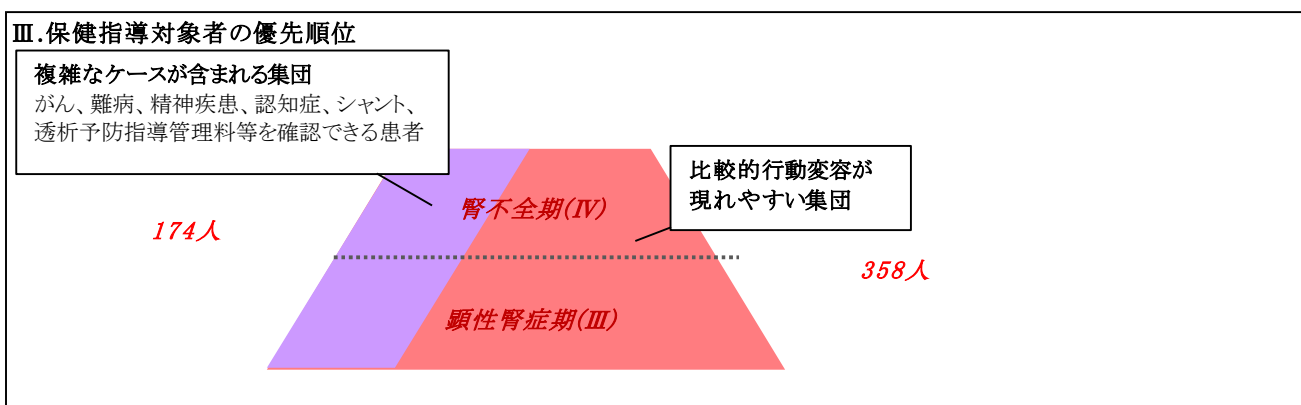 Ⅲ.保健指導対象者の優先順位
複雑なケースが含まれる集団
がん、難病、精神疾患、認知症、シャント、
透析予防指導管理料等を確認できる患者
比較的行動変容が
現れやすい集団
腎不全期(Ⅳ)
174人
358人
顕性腎症期(Ⅲ)